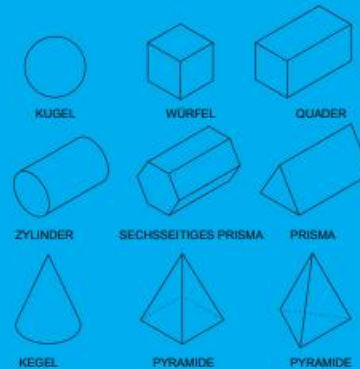 KUGEL WÜRFEL QUADER
ZYLINDER SECHSSEITIGES PRISMA PRISMA
KEGEL PYRAMIDE PYRAMIDE